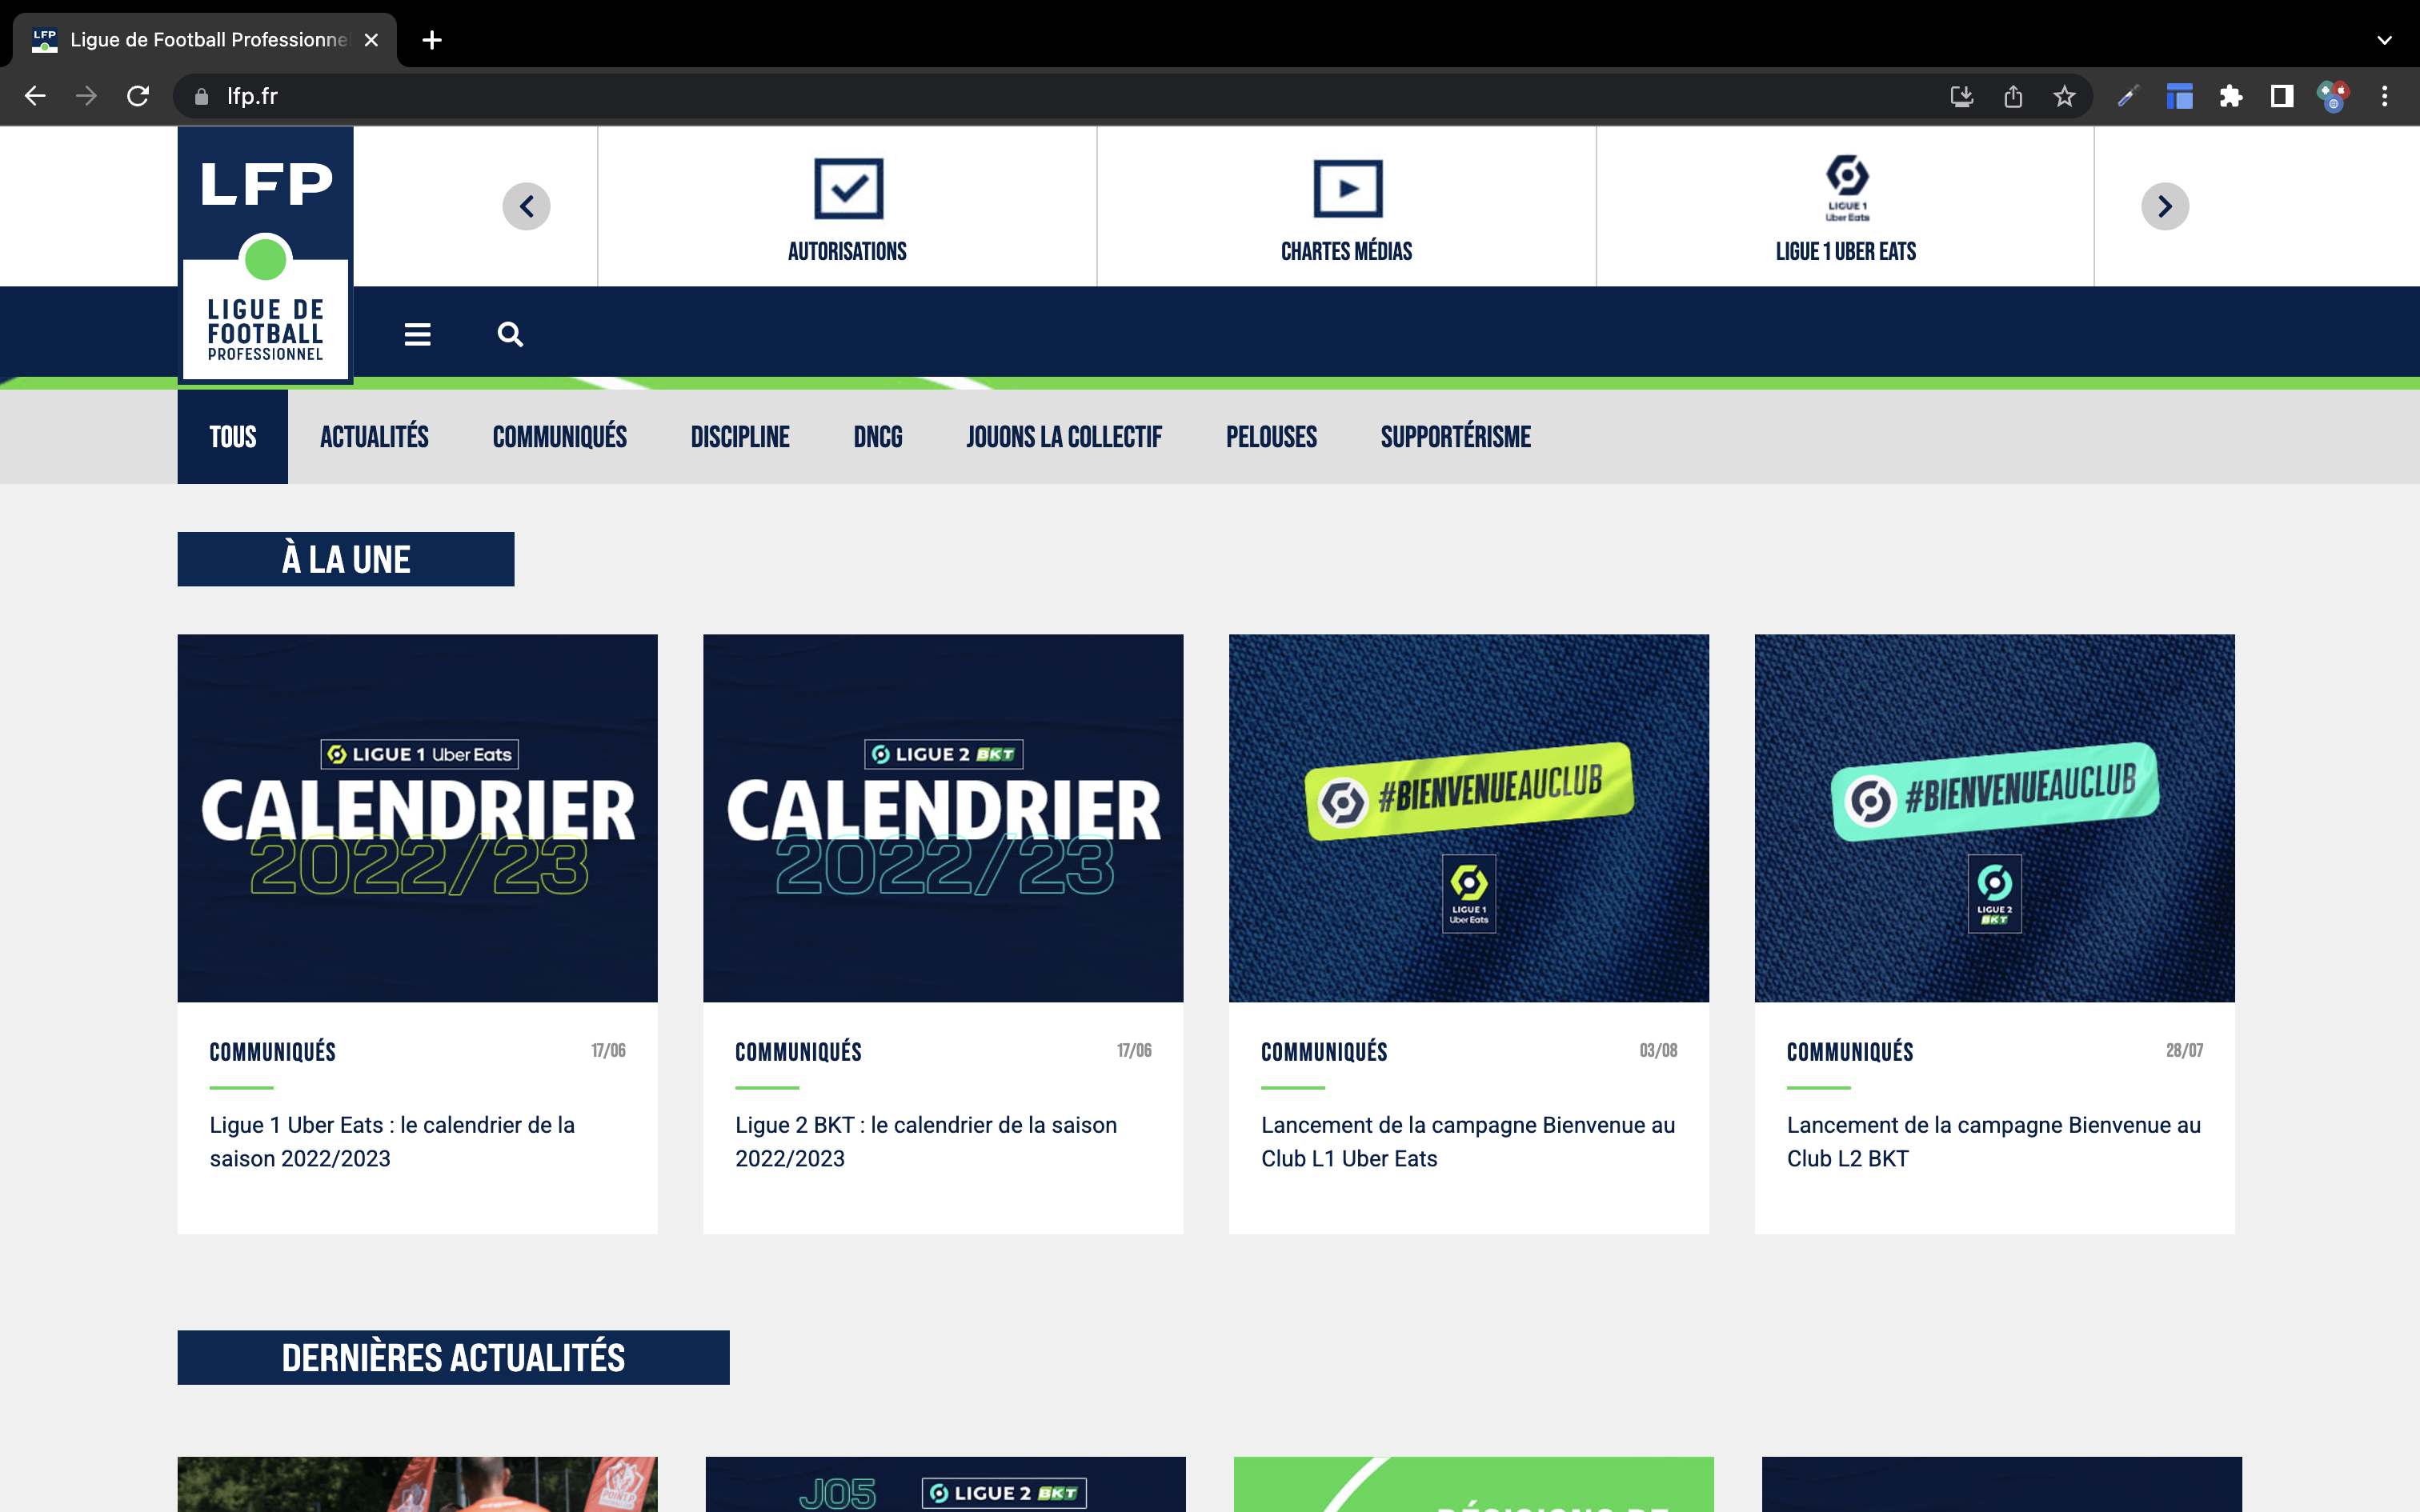 LFP
Ligue de Football Professionne
lfp.fr
LFP
LIGUE DE
FOOTBALL
PROFESSIONNEL
AUTORISATIONS
CHARTES MÉDIAS
LIGUE 1
Uber Eats
LIGUE 1 UBER EATS
TOUS
ACTUALITÉS
COMMUNIQUÉS
DISCIPLINE
DNCG
JOUONS LA COLLECTIF
PELOUSES
SUPPORTÉRISME
À LA UNE
LIGUE 1 Uber Eats
CALENDRIER
2022/23
COMMUNIQUÉS
17/06
Ligue 1 Uber Eats : le calendrier de la
saison 2022/2023
LIGUE 2 BKT
CALENDRIER
2022/23
COMMUNIQUÉS
17/06
Ligue 2 BKT : le calendrier de la saison
2022/2023
#BIENVENUEAUCLUB
LIGUE 1
Uber Eats
COMMUNIQUÉS
03/08
Lancement de la campagne Bienvenue au
Club L1 Uber Eats
#BIENVENUEAUCLUB
LIGUE 2
BKT
COMMUNIQUÉS
28/07
Lancement de la campagne Bienvenue au
Club L2 BKT
DERNIÈRES ACTUALITÉS
J05
LIGUE 2 BKT
DÉCISIONS DE